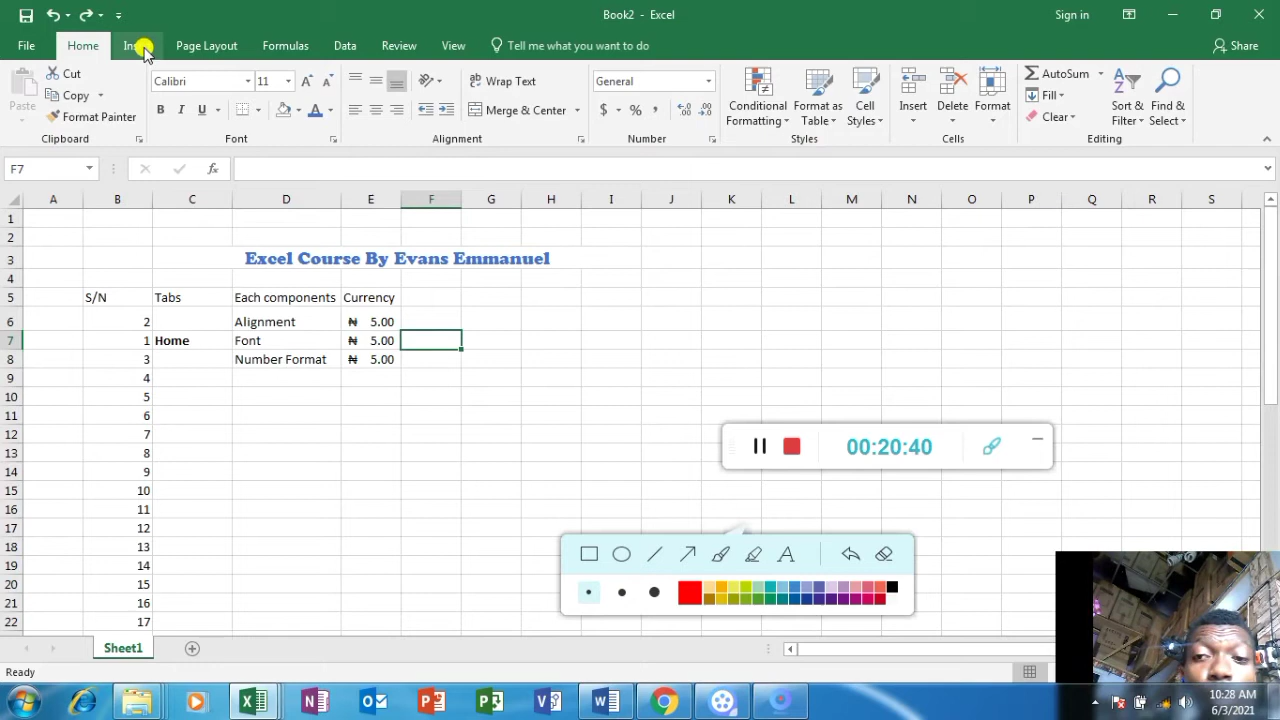 Book2 - Excel
Sign in
File Home Page Layout Formulas Data Review View Tell me what you want to do Share
Paste
Cut
Copy
Format Painter
Clipboard
Calibri 11
B I U
Font
Wrap Text
Merge & Center
Alignment
General
$ % ,
Number
Conditional Formatting
Format as Table
Cell Styles
Styles
Insert
Delete
Format
Cells
AutoSum
Fill
Clear
Sort & Filter
Find & Select
Editing
F7
fx
A B C D E F G H I J K L M N O P Q R S
1
2
3 Excel Course By Evans Emmanuel
4
5 S/N Tabs Each components Currency
6 2 Alignment ₦ 5.00
7 1 Home Font ₦ 5.00
8 3 Number Format ₦ 5.00
9 4
10 5
11 6
12 7
13 8
14 9
15 10
16 11
17 12
18 13
19 14
20 15
21 16
22 17
00:20:40
A
Sheet1
Ready
10:28 AM
6/3/2021